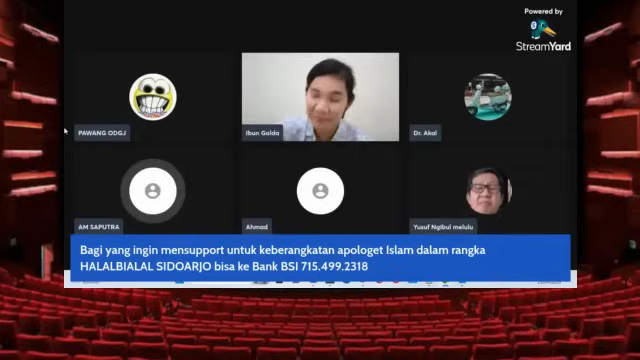 Powered by
StreamYard
PAWANG ODGJ
Ibun Golda
Dr. Akal
AM SAPUTRA
Ahmad
Yusuf Ngibul melulu
Bagi yang ingin mensupport untuk keberangkatan apologet Islam dalam rangka
HALALBIALAL SIDOARJO bisa ke Bank BSI 715.499.2318